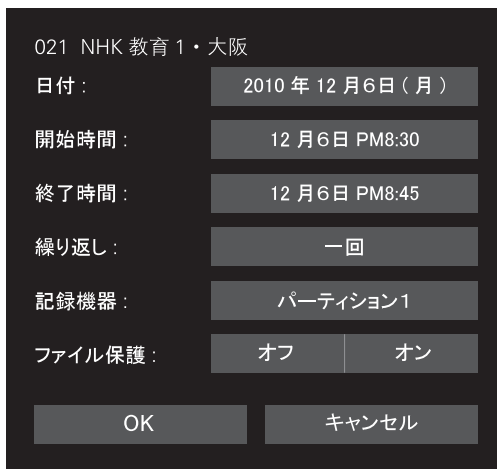 021 NHK 教育 1・大阪
日付 : 2010 年 12 月6日 ( 月 )
開始時間 : 12 月6日 PM8:30
終了時間 : 12 月6日 PM8:45
繰り返し : 一回
記録機器 : パーティション1
ファイル保護 : オフ オン
OK キャンセル